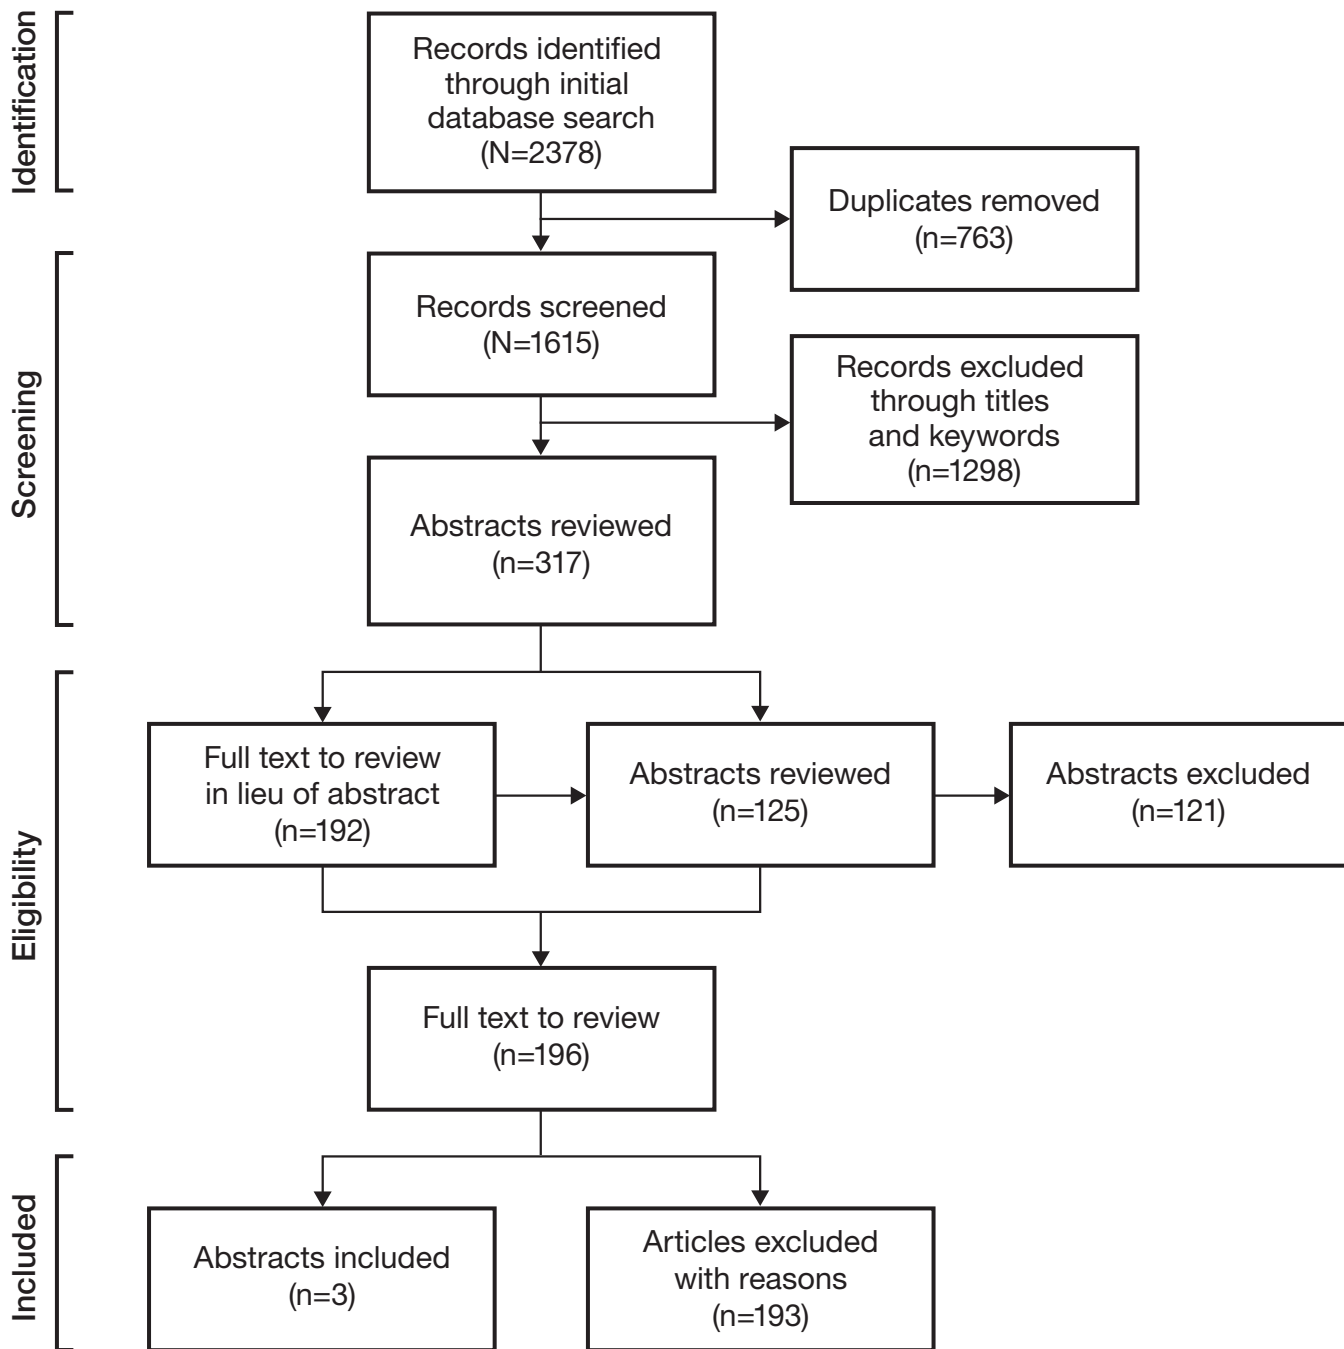 Identification
Records identified
through initial
database search
(N=2378)
Duplicates removed
(n=763)
Screening
Records screened
(N=1615)
Records excluded
through titles
and keywords
(n=1298)
Abstracts reviewed
(n=317)
Eligibility
Full text to review
in lieu of abstract
(n=192)
Abstracts reviewed
(n=125)
Abstracts excluded
(n=121)
Full text to review
(n=196)
Included
Abstracts included
(n=3)
Articles excluded
with reasons
(n=193)